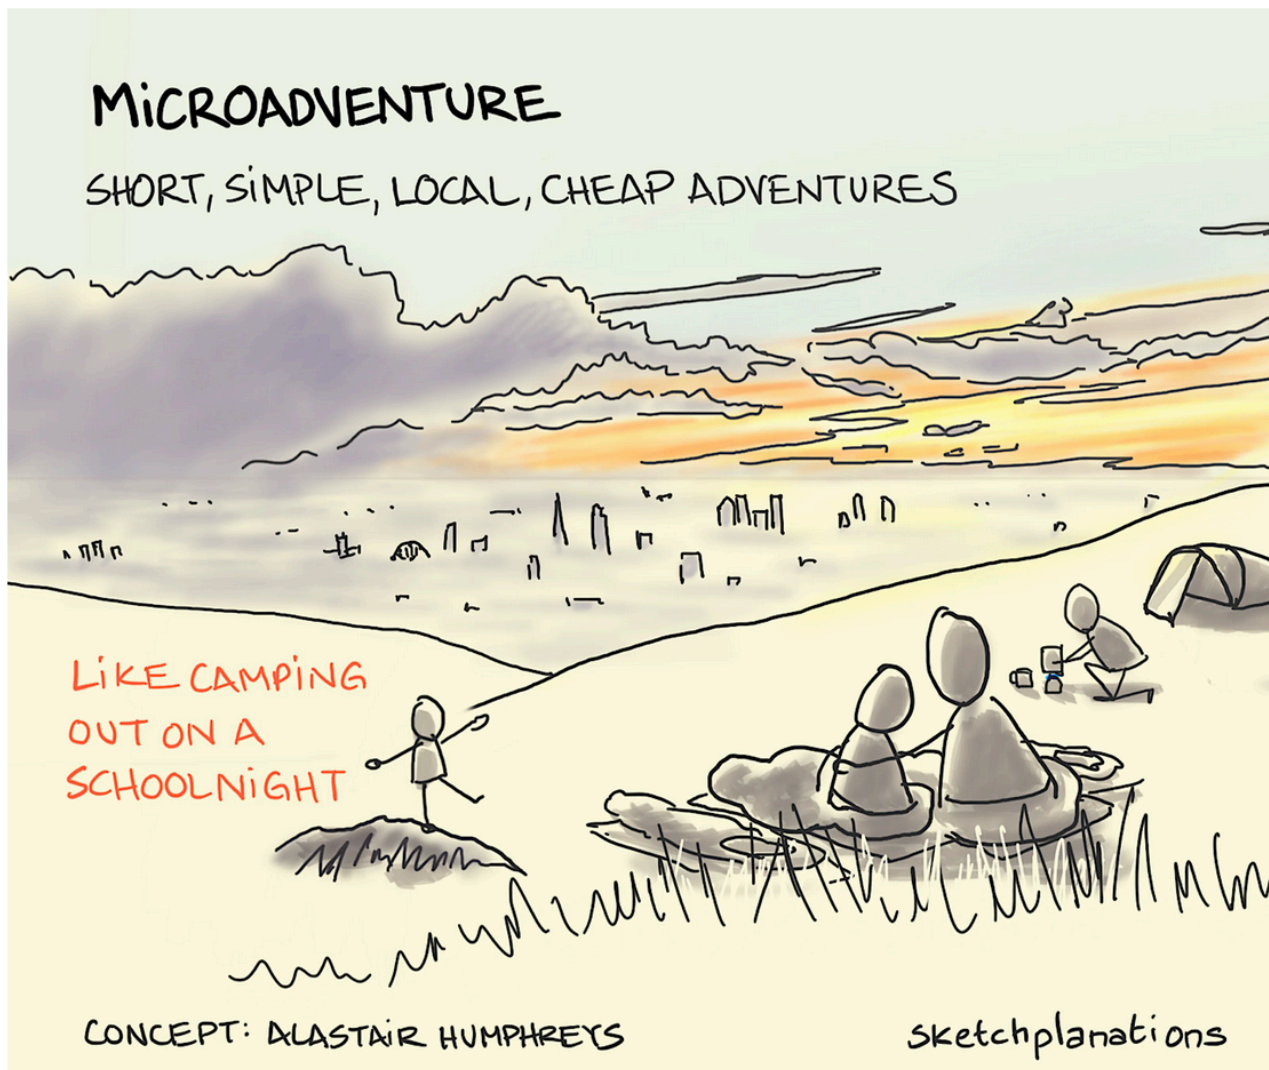 MiCROADVENTURE
SHORT, SiMPLE, LOCAL, CHEAP ADVENTURES
LiKE CAMPiNG
OUT ON A
SCHOOLNiGHT
CONCEPT: ALASTAiR HUMPHREYS
sketchplanations